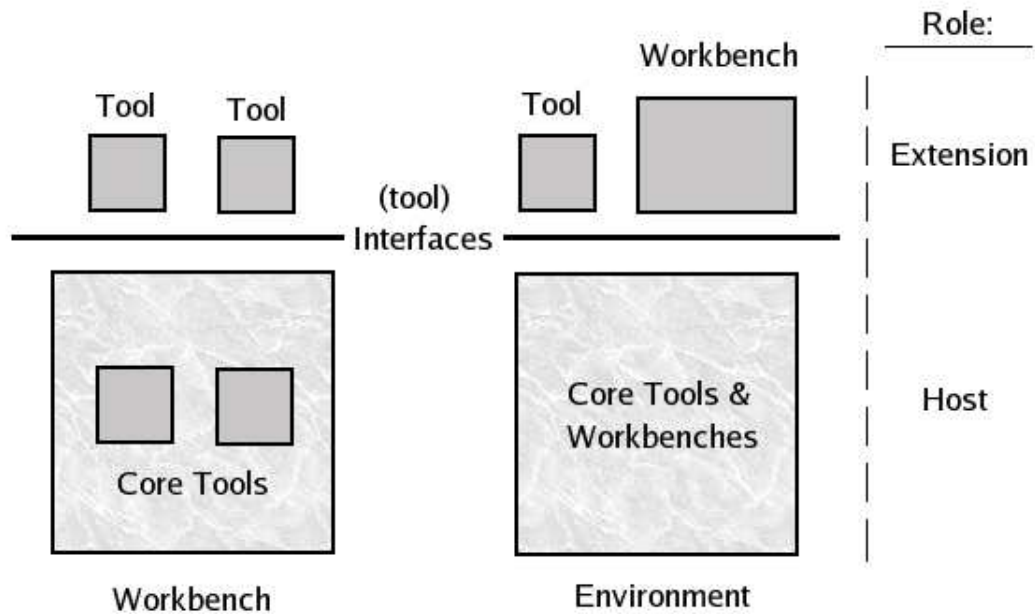 Role:
Workbench
Tool
Tool
Tool
Extension
(tool)
Interfaces
Core Tools &
Workbenches
Host
Core Tools
Workbench
Environment